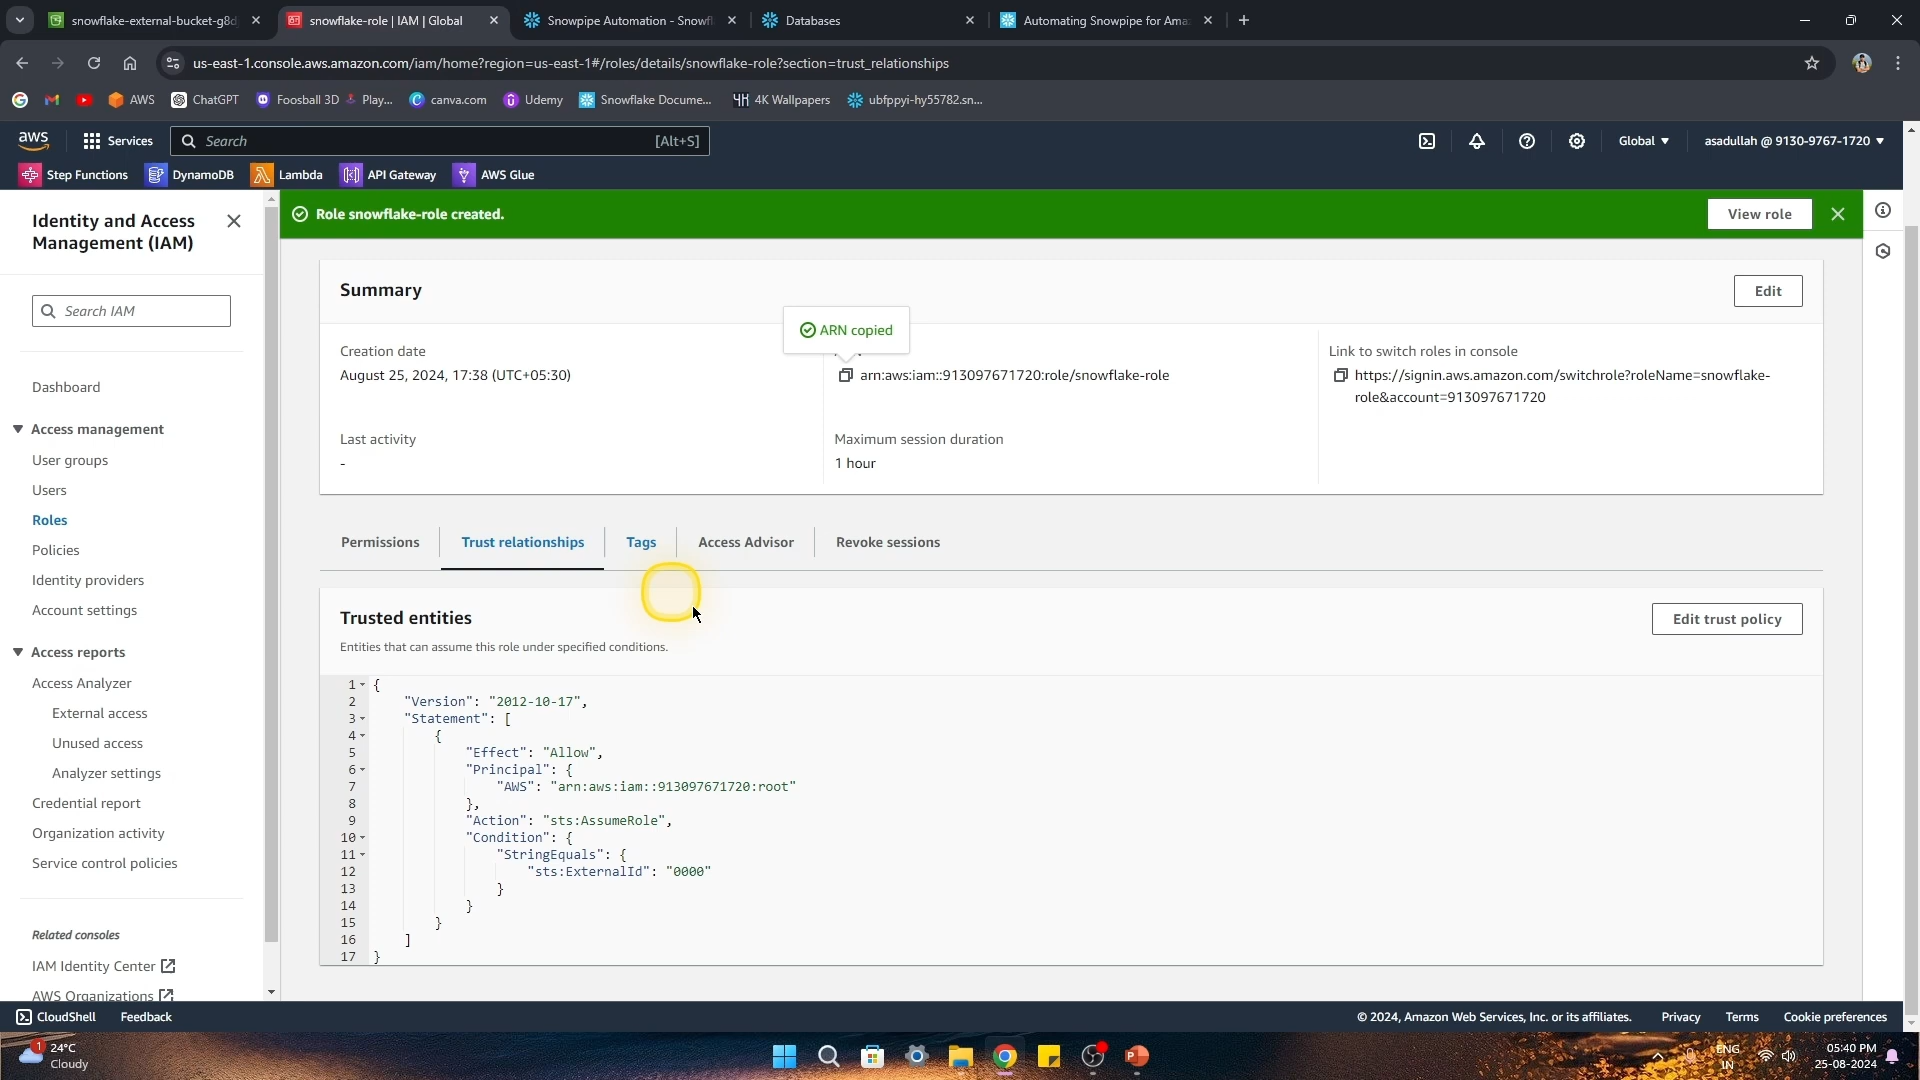 snowflake-external-bucket-g8d
snowflake-role | IAM | Global
Snowpipe Automation - Snowfl
Databases
Automating Snowpipe for Ama
us-east-1.console.aws.amazon.com/iam/home?region=us-east-1#/roles/details/snowflake-role?section=trust_relationships
AWS
ChatGPT
Foosball 3D
Play...
canva.com
Udemy
Snowflake Docume...
4K Wallpapers
ubfppyi-hy55782.sn...
aws
Services
Search
[Alt+S]
Global
asadullah @ 9130-9767-1720
Step Functions
DynamoDB
Lambda
API Gateway
AWS Glue
Identity and Access
Management (IAM)
Search IAM
Dashboard
Access management
User groups
Users
Roles
Policies
Identity providers
Account settings
Access reports
Access Analyzer
External access
Unused access
Analyzer settings
Credential report
Organization activity
Service control policies
Related consoles
IAM Identity Center
AWS Organizations
Role snowflake-role created.
View role
Summary
Edit
ARN copied
Creation date
August 25, 2024, 17:38 (UTC+05:30)
arn:aws:iam::913097671720:role/snowflake-role
Link to switch roles in console
https://signin.aws.amazon.com/switchrole?roleName=snowflake-
role&account=913097671720
Last activity
-
Maximum session duration
1 hour
Permissions
Trust relationships
Tags
Access Advisor
Revoke sessions
Trusted entities
Edit trust policy
Entities that can assume this role under specified conditions.
1 {
2 "Version": "2012-10-17",
3 "Statement": [
4 {
5 "Effect": "Allow",
6 "Principal": {
7 "AWS": "arn:aws:iam::913097671720:root"
8 },
9 "Action": "sts:AssumeRole",
10 "Condition": {
11 "StringEquals": {
12 "sts:ExternalId": "0000"
13 }
14 }
15 }
16 ]
17 }
CloudShell
Feedback
© 2024, Amazon Web Services, Inc. or its affiliates.
Privacy
Terms
Cookie preferences
1
24°C
Cloudy
ENG
IN
05:40 PM
25-08-2024